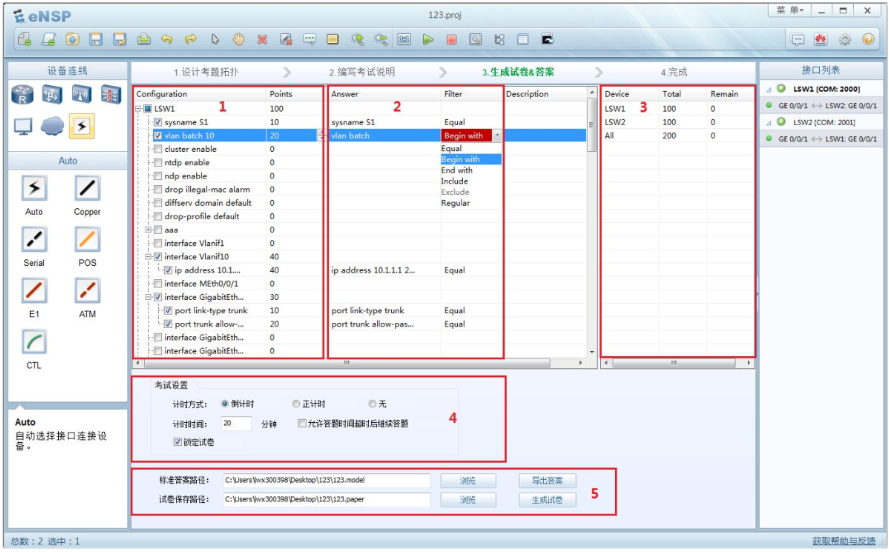 eNSP
123.proj
菜 单
设备连线
1.设计考题拓扑
2.编写考试说明
3.生成试卷&答案
4.完成
接口列表
Configuration Points Answer Filter Description
LSW1 100
1
2
sysname S1 10 sysname S1 Equal
vlan batch 10 20 vlan batch Begin with
cluster enable 0 Equal
ntdp enable 0 Begin with
ndp enable 0 End with
drop illegal-mac alarm 0 Include
diffserv domain default 0 Exclude
drop-profile default 0 Regular
aaa 0
interface Vlanif1 0
interface Vlanif10 40
ip address 10.1.... 40 ip address 10.1.1.1 2... Equal
interface MEth0/0/1 0
interface GigabitEth... 30
port link-type trunk 10 port link-type trunk Equal
port trunk allow-... 20 port trunk allow-pas... Equal
interface GigabitEth... 0
interface GigabitEth... 0
Device Total Remain
LSW1 100 0
3
LSW2 100 0
All 200 0
LSW1 [COM: 2000]
GE 0/0/1 LSW2: GE 0/0/1
LSW2 [COM: 2001]
GE 0/0/1 LSW1: GE 0/0/1
Auto
Auto Copper
Serial POS
E1 ATM
CTL
Auto
自动选择接口连接设
备。
考试设置
计时方式: 倒计时 正计时 无
计时时间: 20 分钟 允许答题时间超时后继续答题
4
锁定试卷
标准答案路径: C:\Users\jwx300398\Desktop\123\123.model 浏览 导出答案
试卷保存路径: C:\Users\jwx300398\Desktop\123\123.paper 浏览 生成试卷
5
总数:2 选中:1
获取帮助与反馈